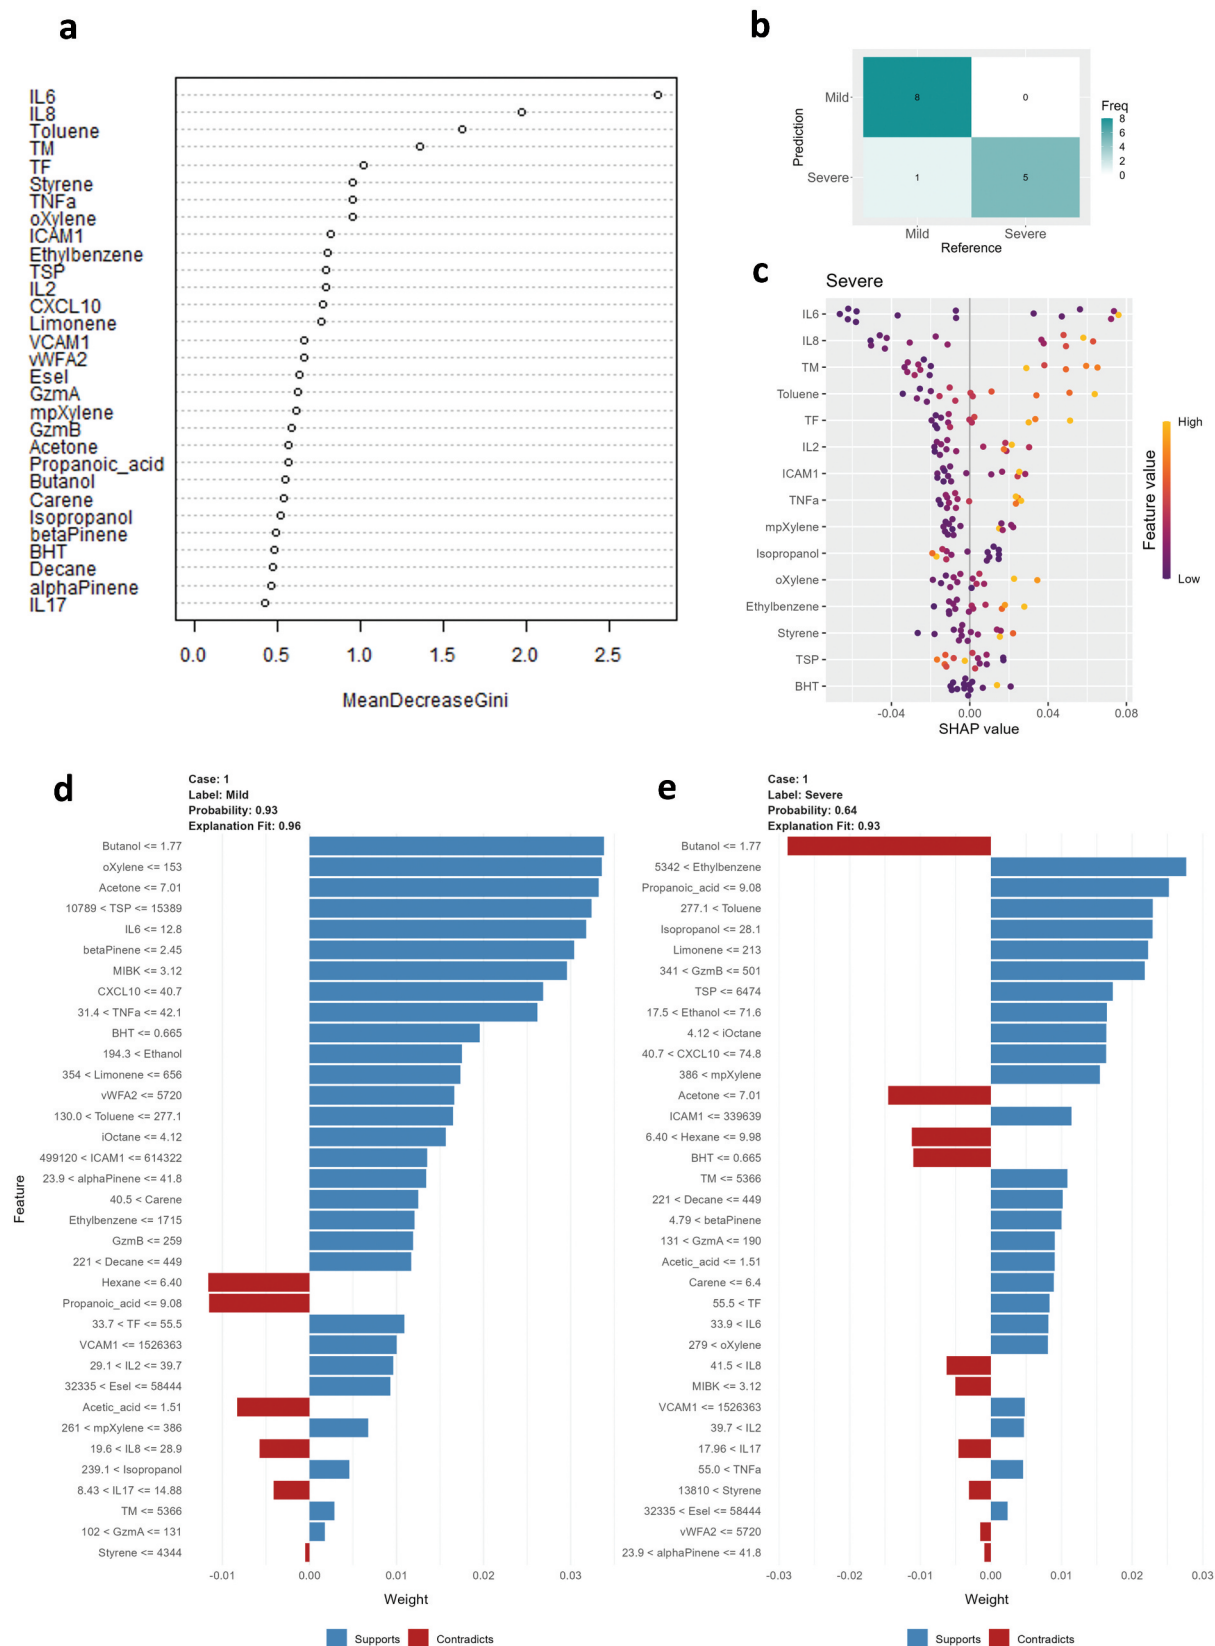 a
IL6
IL8
Toluene
TM
TF
Styrene
TNFa
oXylene
ICAM1
Ethylbenzene
TSP
IL2
CXCL10
Limonene
VCAM1
vWFA2
Esel
GzmA
mpXylene
GzmB
Acetone
Propanoic_acid
Butanol
Carene
Isopropanol
betaPinene
BHT
Decane
alphaPinene
IL17
0.0 0.5 1.0 1.5 2.0 2.5
MeanDecreaseGini
b
Prediction
Mild 8 0
Severe 1 5
Mild Severe
Reference
Freq
8
6
4
2
0
c
Severe
IL6
IL8
TM
Toluene
TF
IL2
ICAM1
TNFa
mpXylene
Isopropanol
oXylene
Ethylbenzene
Styrene
TSP
BHT
-0.04 0.00 0.04 0.08
SHAP value
Feature value
High
Low
d
Case: 1
Label: Mild
Probability: 0.93
Explanation Fit: 0.96
Feature
Butanol <= 1.77
oXylene <= 153
Acetone <= 7.01
10789 < TSP <= 15389
IL6 <= 12.8
betaPinene <= 2.45
MIBK <= 3.12
CXCL10 <= 40.7
31.4 < TNFa <= 42.1
BHT <= 0.665
194.3 < Ethanol
354 < Limonene <= 656
vWFA2 <= 5720
130.0 < Toluene <= 277.1
iOctane <= 4.12
499120 < ICAM1 <= 614322
23.9 < alphaPinene <= 41.8
40.5 < Carene
Ethylbenzene <= 1715
GzmB <= 259
221 < Decane <= 449
Hexane <= 6.40
Propanoic_acid <= 9.08
33.7 < TF <= 55.5
VCAM1 <= 1526363
29.1 < IL2 <= 39.7
32335 < Esel <= 58444
Acetic_acid <= 1.51
261 < mpXylene <= 386
19.6 < IL8 <= 28.9
239.1 < Isopropanol
8.43 < IL17 <= 14.88
TM <= 5366
102 < GzmA <= 131
Styrene <= 4344
-0.01 0.00 0.01 0.02 0.03
Weight
Supports Contradicts
e
Case: 1
Label: Severe
Probability: 0.64
Explanation Fit: 0.93
Butanol <= 1.77
5342 < Ethylbenzene
Propanoic_acid <= 9.08
277.1 < Toluene
Isopropanol <= 28.1
Limonene <= 213
341 < GzmB <= 501
TSP <= 6474
17.5 < Ethanol <= 71.6
4.12 < iOctane
40.7 < CXCL10 <= 74.8
386 < mpXylene
Acetone <= 7.01
ICAM1 <= 339639
6.40 < Hexane <= 9.98
BHT <= 0.665
TM <= 5366
221 < Decane <= 449
4.79 < betaPinene
131 < GzmA <= 190
Acetic_acid <= 1.51
Carene <= 6.4
55.5 < TF
33.9 < IL6
279 < oXylene
41.5 < IL8
MIBK <= 3.12
VCAM1 <= 1526363
39.7 < IL2
17.96 < IL17
55.0 < TNFa
13810 < Styrene
32335 < Esel <= 58444
vWFA2 <= 5720
23.9 < alphaPinene <= 41.8
-0.03 -0.02 -0.01 0.00 0.01 0.02 0.03
Weight
Supports Contradicts